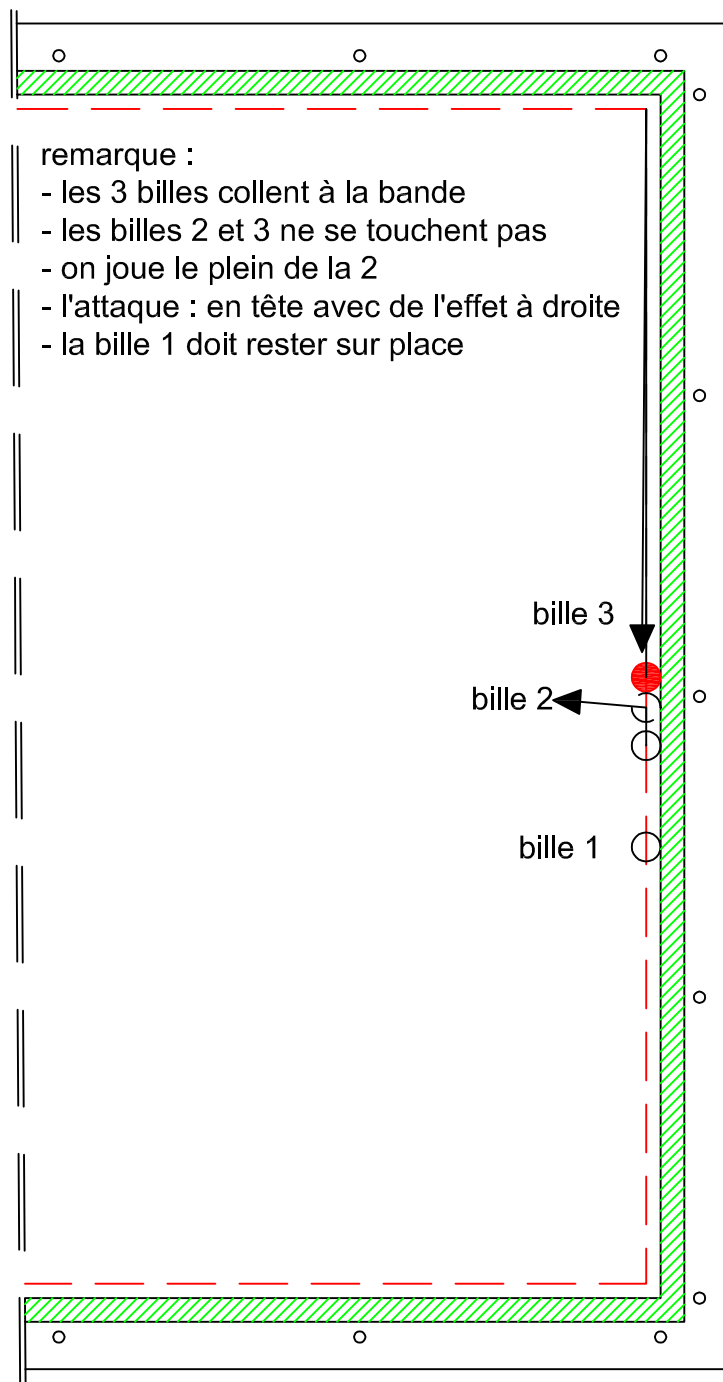 remarque :
- les 3 billes collent à la bande
- les billes 2 et 3 ne se touchent pas
- on joue le plein de la 2
- l'attaque : en tête avec de l'effet à droite
- la bille 1 doit rester sur place
bille 3
bille 2
bille 1